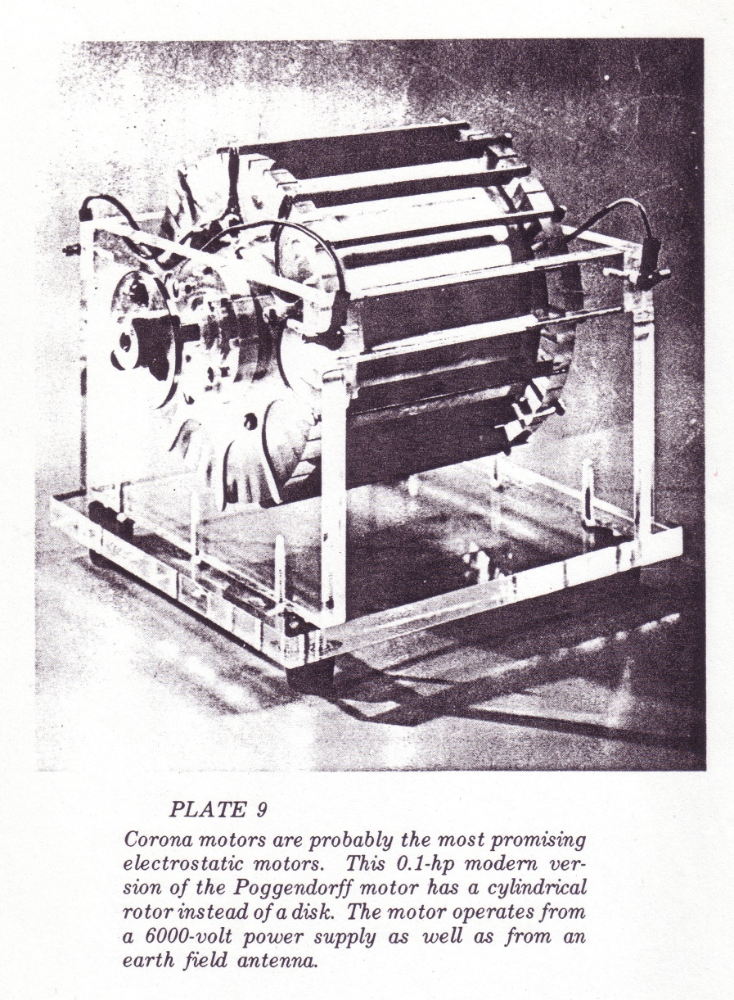 PLATE 9
Corona motors are probably the most promising
electrostatic motors. This 0.1-hp modern ver-
sion of the Poggendorff motor has a cylindrical
rotor instead of a disk. The motor operates from
a 6000-volt power supply as well as from an
earth field antenna.